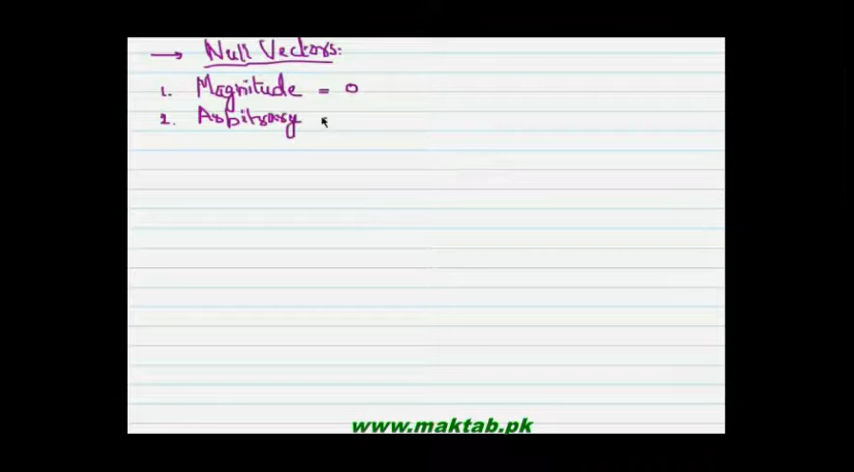 → Null Vectors:
1. Magnitude = 0
2. Arbitrary
www.maktab.pk